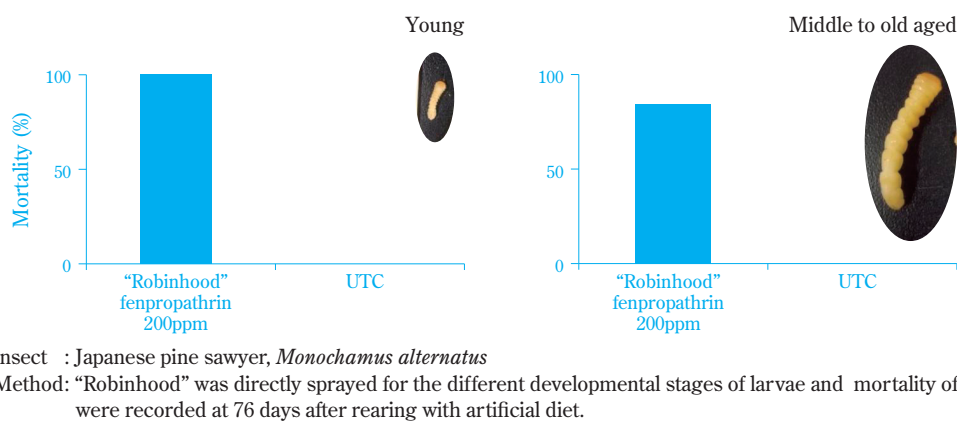 Young
Middle to old aged
Mortality (%)
100
50
0
"Robinhood"
fenpropathrin
200ppm
UTC
100
50
0
"Robinhood"
fenpropathrin
200ppm
UTC
nsect : Japanese pine sawyer, Monochamus alternatus
Method: "Robinhood" was directly sprayed for the different developmental stages of larvae and mortality of
were recorded at 76 days after rearing with artificial diet.